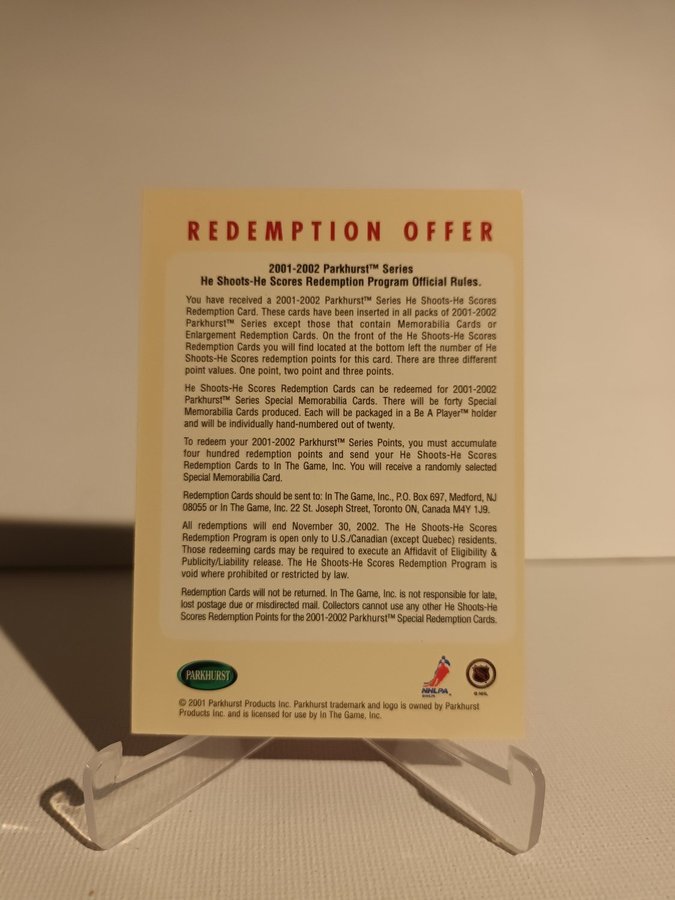 REDEMPTION OFFER
2001-2002 Parkhurst™ Series
He Shoots-He Scores Redemption Program Official Rules.
You have received a 2001-2002 Parkhurst™ Series He Shoots-He Scores
Redemption Card. These cards have been inserted in all packs of 2001-2002
Parkhurst™ Series except those that contain Memorabilia Cards or
Enlargement Redemption Cards. On the front of the He Shoots-He Scores
Redemption Cards you will find located at the bottom left the number of He
Shoots-He Scores redemption points for this card. There are three different
point values. One point, two point and three points.
He Shoots-He Scores Redemption Cards can be redeemed for 2001-2002
Parkhurst™ Series Special Memorabilia Cards. There will be forty Special
Memorabilia Cards produced. Each will be packaged in a Be A Player™ holder
and will be individually hand-numbered out of twenty.
To redeem your 2001-2002 Parkhurst™ Series Points, you must accumulate
four hundred redemption points and send your He Shoots-He Scores
Redemption Cards to In The Game, Inc. You will receive a randomly selected
Special Memorabilia Card.
Redemption Cards should be sent to: In The Game, Inc., P.O. Box 697, Medford, NJ
08055 or In The Game, Inc. 22 St. Joseph Street, Toronto ON, Canada M4Y 1J9.
All redemptions will end November 30, 2002. The He Shoots-He Scores
Redemption Program is open only to U.S./Canadian (except Quebec) residents.
Those redeeming cards may be required to execute an Affidavit of Eligibility &
Publicity/Liability release. The He Shoots-He Scores Redemption Program is
void where prohibited or restricted by law.
Redemption Cards will not be returned. In The Game, Inc. is not responsible for late,
lost postage due or misdirected mail. Collectors cannot use any other He Shoots-He
Scores Redemption Points for the 2001-2002 Parkhurst™ Special Redemption Cards.
PARKHURST
NHLPA
© NHL
© 2001 Parkhurst Products Inc. Parkhurst trademark and logo is owned by Parkhurst
Products Inc. and is licensed for use by In The Game, Inc.